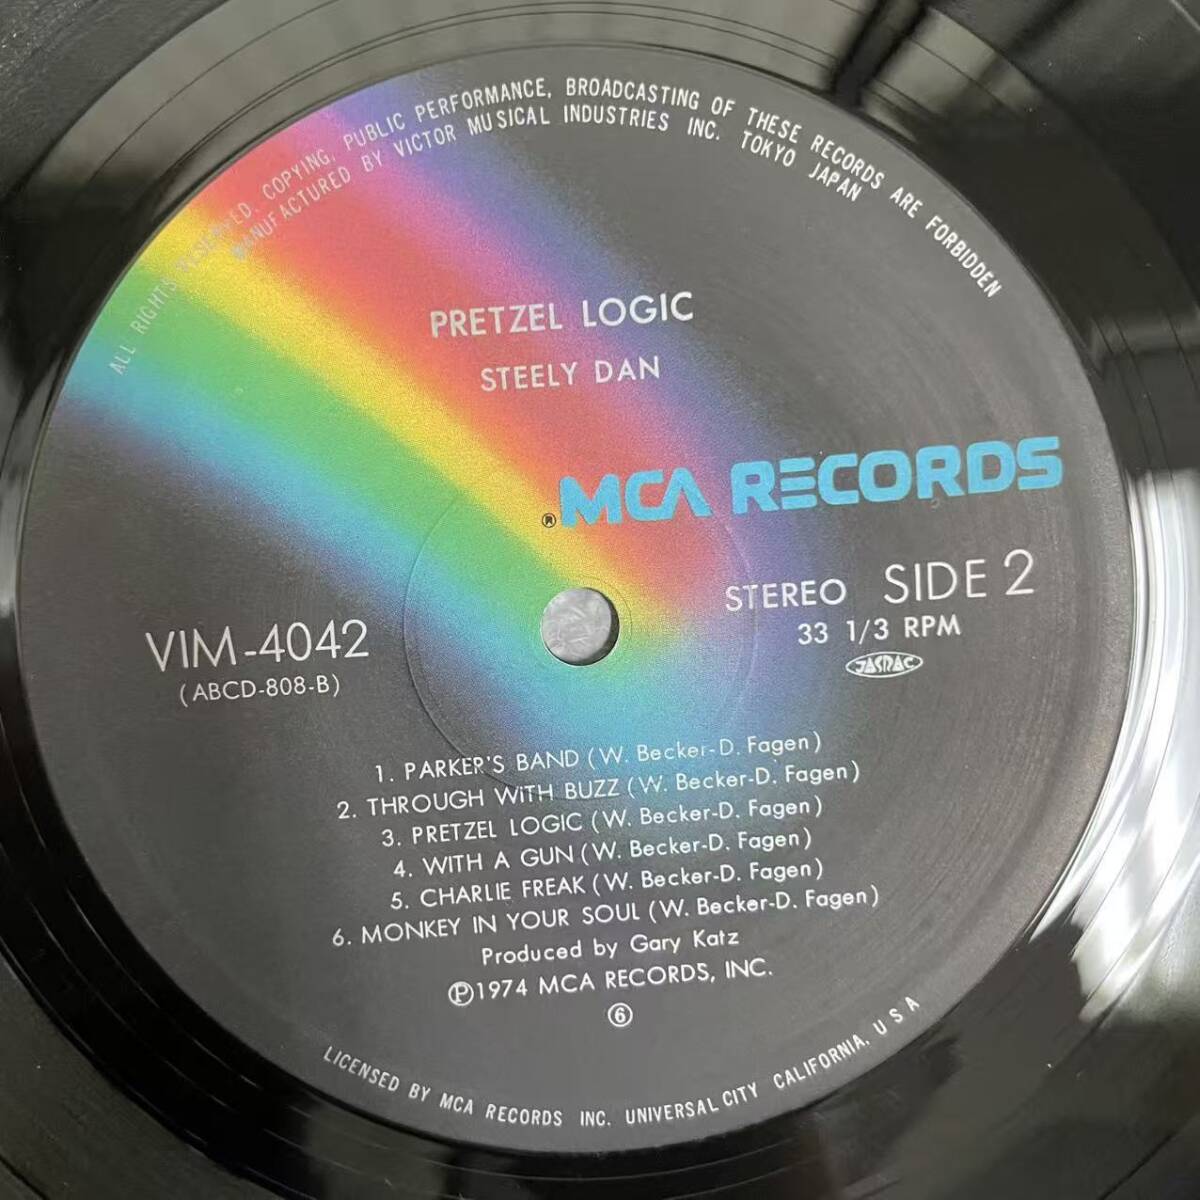 ALL RIGHTS RESERVED. COPYING, PUBLIC PERFORMANCE, BROADCASTING OF THESE RECORDS ARE FORBIDDEN
MANUFACTURED BY VICTOR MUSICAL INDUSTRIES INC. TOKYO JAPAN
PRETZEL LOGIC
STEELY DAN
® MCA RECORDS
STEREO SIDE 2
33 1/3 RPM
JASRAC
VIM-4042
(ABCD-808-B)
1. PARKER'S BAND (W. Becker-D. Fagen)
2. THROUGH WiTH BUZZ (W. Becker-D. Fagen)
3. PRETZEL LOGIC (W. Becker-D. Fagen)
4. WITH A GUN (W. Becker-D. Fagen)
5. CHARLIE FREAK (W. Becker-D. Fagen)
6. MONKEY IN YOUR SOUL (W. Becker-D. Fagen)
Produced by Gary Katz
Ⓟ1974 MCA RECORDS, INC.
⑥
LICENSED BY MCA RECORDS INC. UNIVERSAL CITY CALIFORNIA, U S A